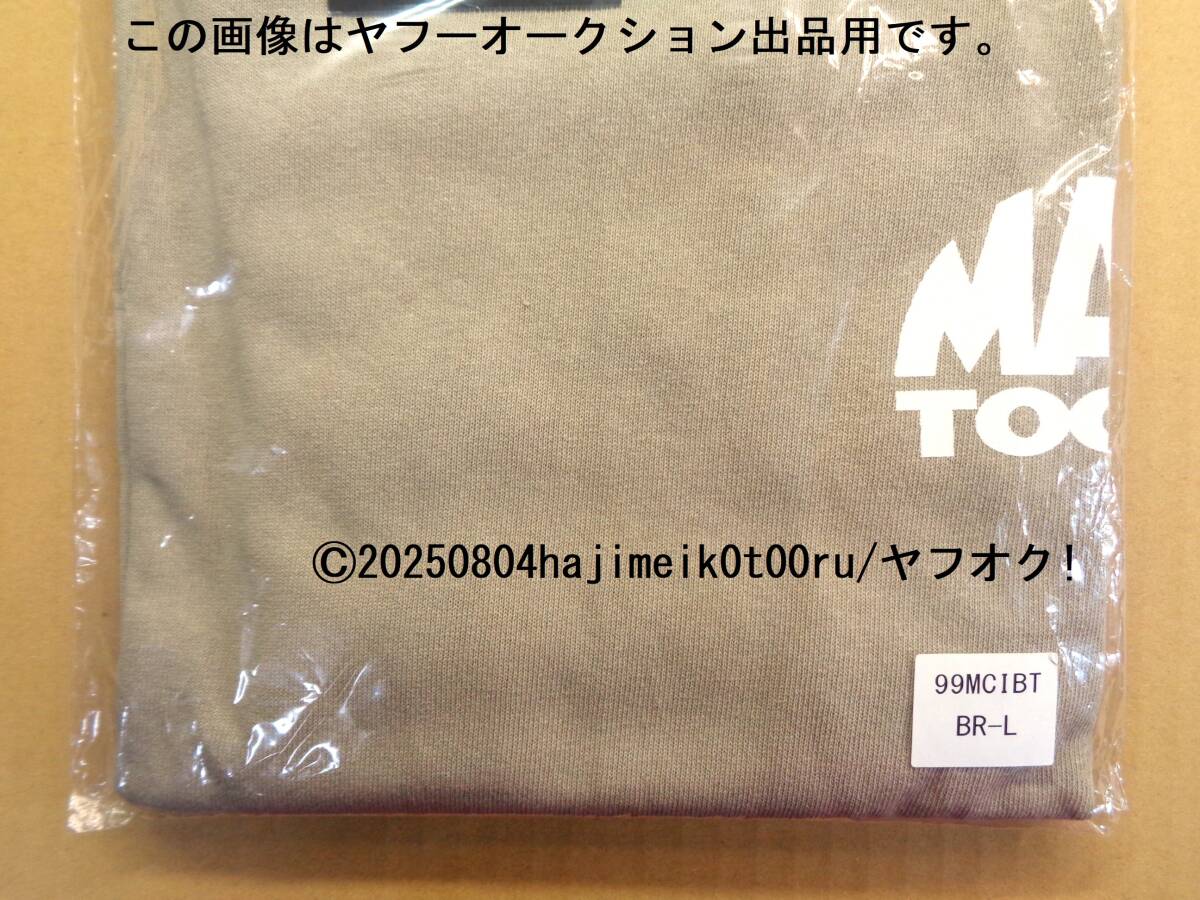 この画像はヤフーオークション出品用です。
MA
TOO
©20250804hajimeik0t00ru/ヤフオク!
99MCIBT
BR-L